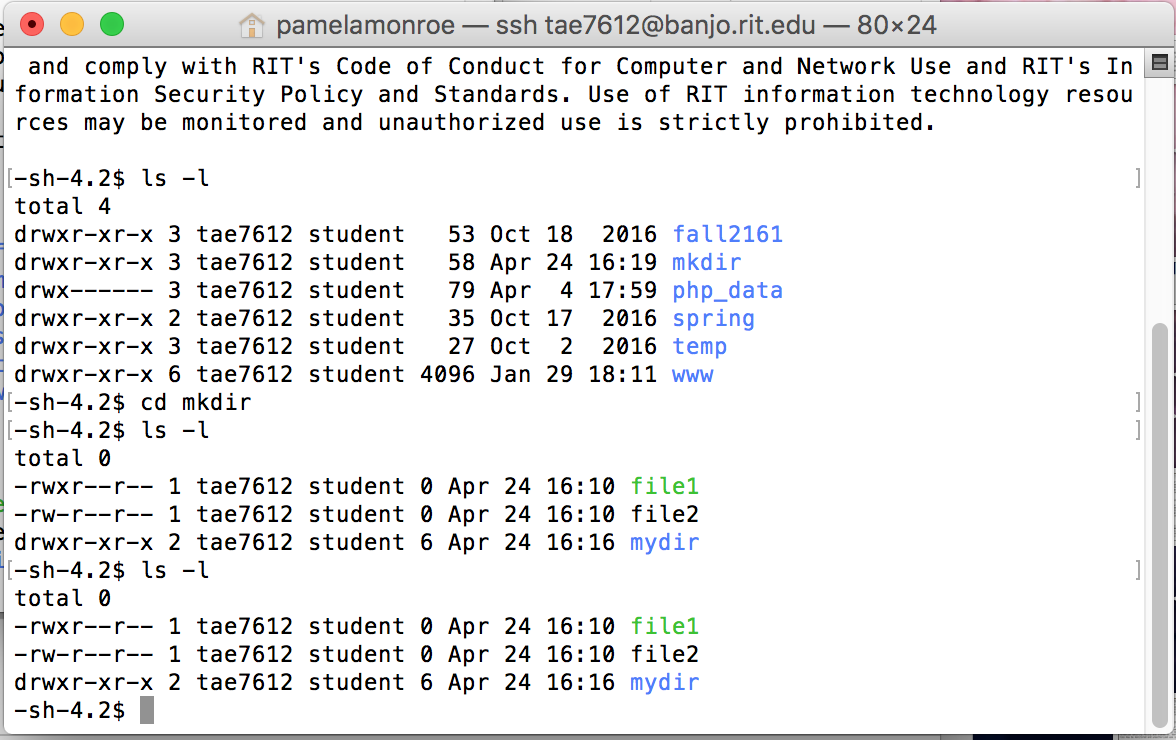 pamelamonroe — ssh tae7612@banjo.rit.edu — 80×24
 and comply with RIT's Code of Conduct for Computer and Network Use and RIT's In
formation Security Policy and Standards. Use of RIT information technology resou
rces may be monitored and unauthorized use is strictly prohibited.

[-sh-4.2$ ls -l ]
total 4
drwxr-xr-x 3 tae7612 student   53 Oct 18  2016 fall2161
drwxr-xr-x 3 tae7612 student   58 Apr 24 16:19 mkdir
drwx------ 3 tae7612 student   79 Apr  4 17:59 php_data
drwxr-xr-x 2 tae7612 student   35 Oct 17  2016 spring
drwxr-xr-x 3 tae7612 student   27 Oct  2  2016 temp
drwxr-xr-x 6 tae7612 student 4096 Jan 29 18:11 www
[-sh-4.2$ cd mkdir ]
[-sh-4.2$ ls -l ]
total 0
-rwxr--r-- 1 tae7612 student 0 Apr 24 16:10 file1
-rw-r--r-- 1 tae7612 student 0 Apr 24 16:10 file2
drwxr-xr-x 2 tae7612 student 6 Apr 24 16:16 mydir
[-sh-4.2$ ls -l ]
total 0
-rwxr--r-- 1 tae7612 student 0 Apr 24 16:10 file1
-rw-r--r-- 1 tae7612 student 0 Apr 24 16:10 file2
drwxr-xr-x 2 tae7612 student 6 Apr 24 16:16 mydir
-sh-4.2$